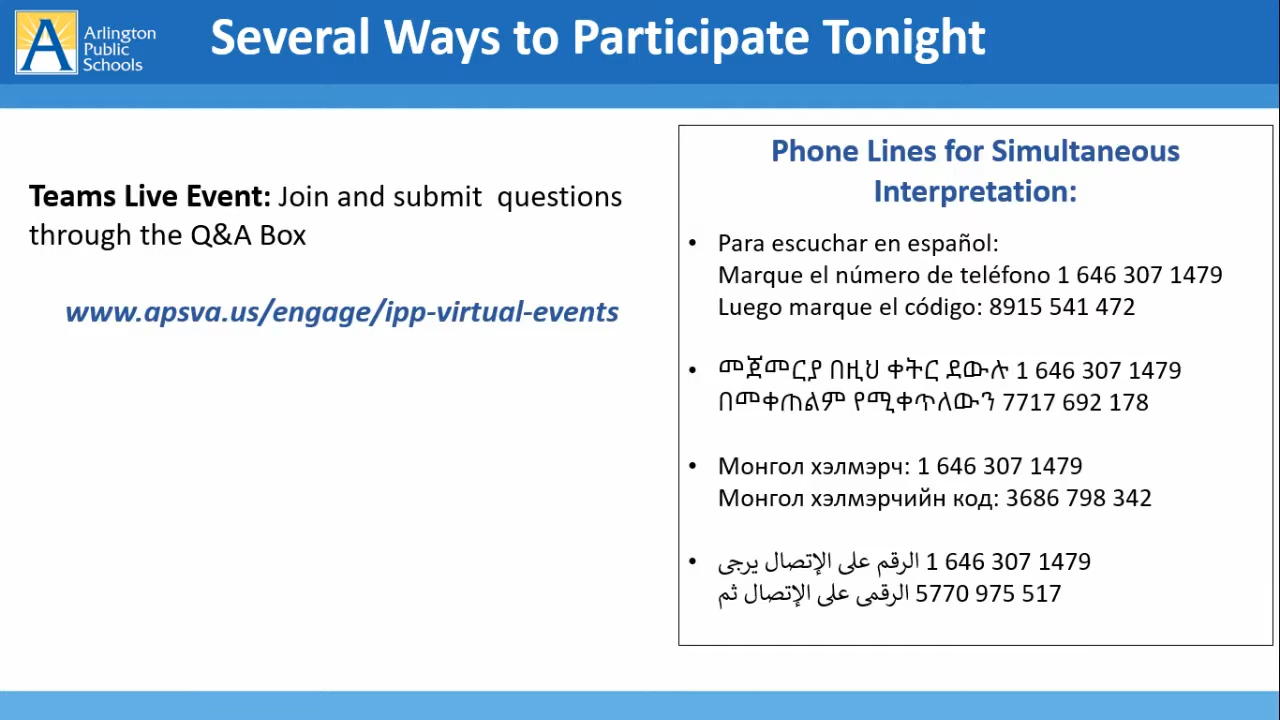 Arlington
Public
Schools
Several Ways to Participate Tonight
Teams Live Event: Join and submit  questions
through the Q&A Box
www.apsva.us/engage/ipp-virtual-events
Phone Lines for Simultaneous
Interpretation:
• Para escuchar en español:
Marque el número de teléfono 1 646 307 1479
Luego marque el código: 8915 541 472
• መጀመርያ በዚህ ቀትር ደውሉ 1 646 307 1479
በመቀጠልም የሚቀጥለውን 7717 692 178
• Монгол хэлмэрч: 1 646 307 1479
Монгол хэлмэрчийн код: 3686 798 342
• الرقم على الإتصال يرجى 1 646 307 1479
الرقمى على الإتصال ثم 5770 975 517